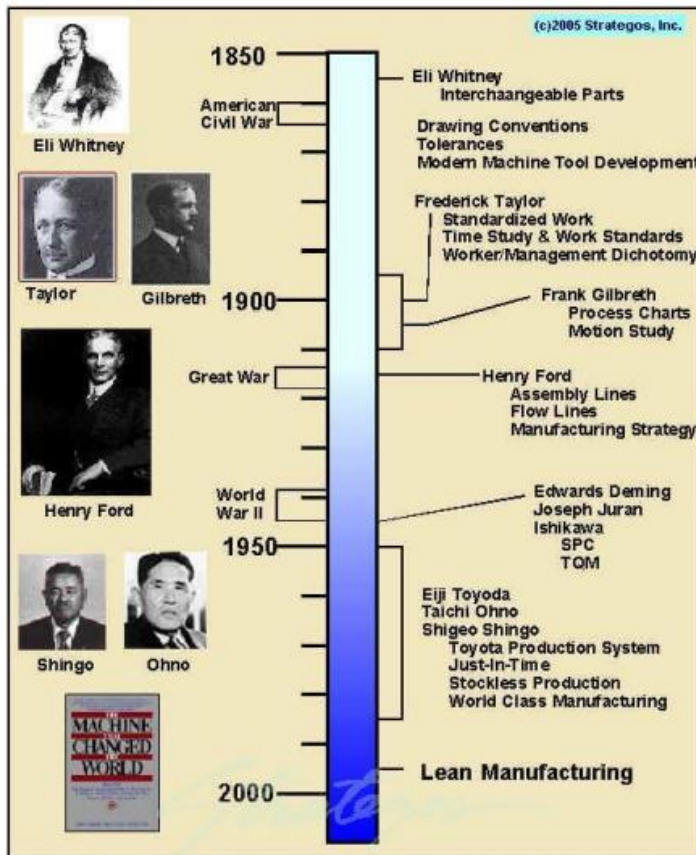 (c)2005 Strategos, Inc.
1850
Eli Whitney
Interchaangeable Parts
American
Civil War
Drawing Conventions
Tolerances
Modern Machine Tool Development
Eli Whitney
Frederick Taylor
Standardized Work
Time Study & Work Standards
Worker/Management Dichotomy
Taylor
Gilbreth
1900
Frank Gilbreth
Process Charts
Motion Study
Great War
Henry Ford
Assembly Lines
Flow Lines
Manufacturing Strategy
Henry Ford
World
War II
Edwards Deming
Joseph Juran
Ishikawa
SPC
TQM
1950
Eiji Toyoda
Taichi Ohno
Shigeo Shingo
Toyota Production System
Just-In-Time
Stockless Production
World Class Manufacturing
Shingo
Ohno
THE
MACHINE
THAT
CHANGED
THE
WORLD
Lean Manufacturing
2000
Strategos